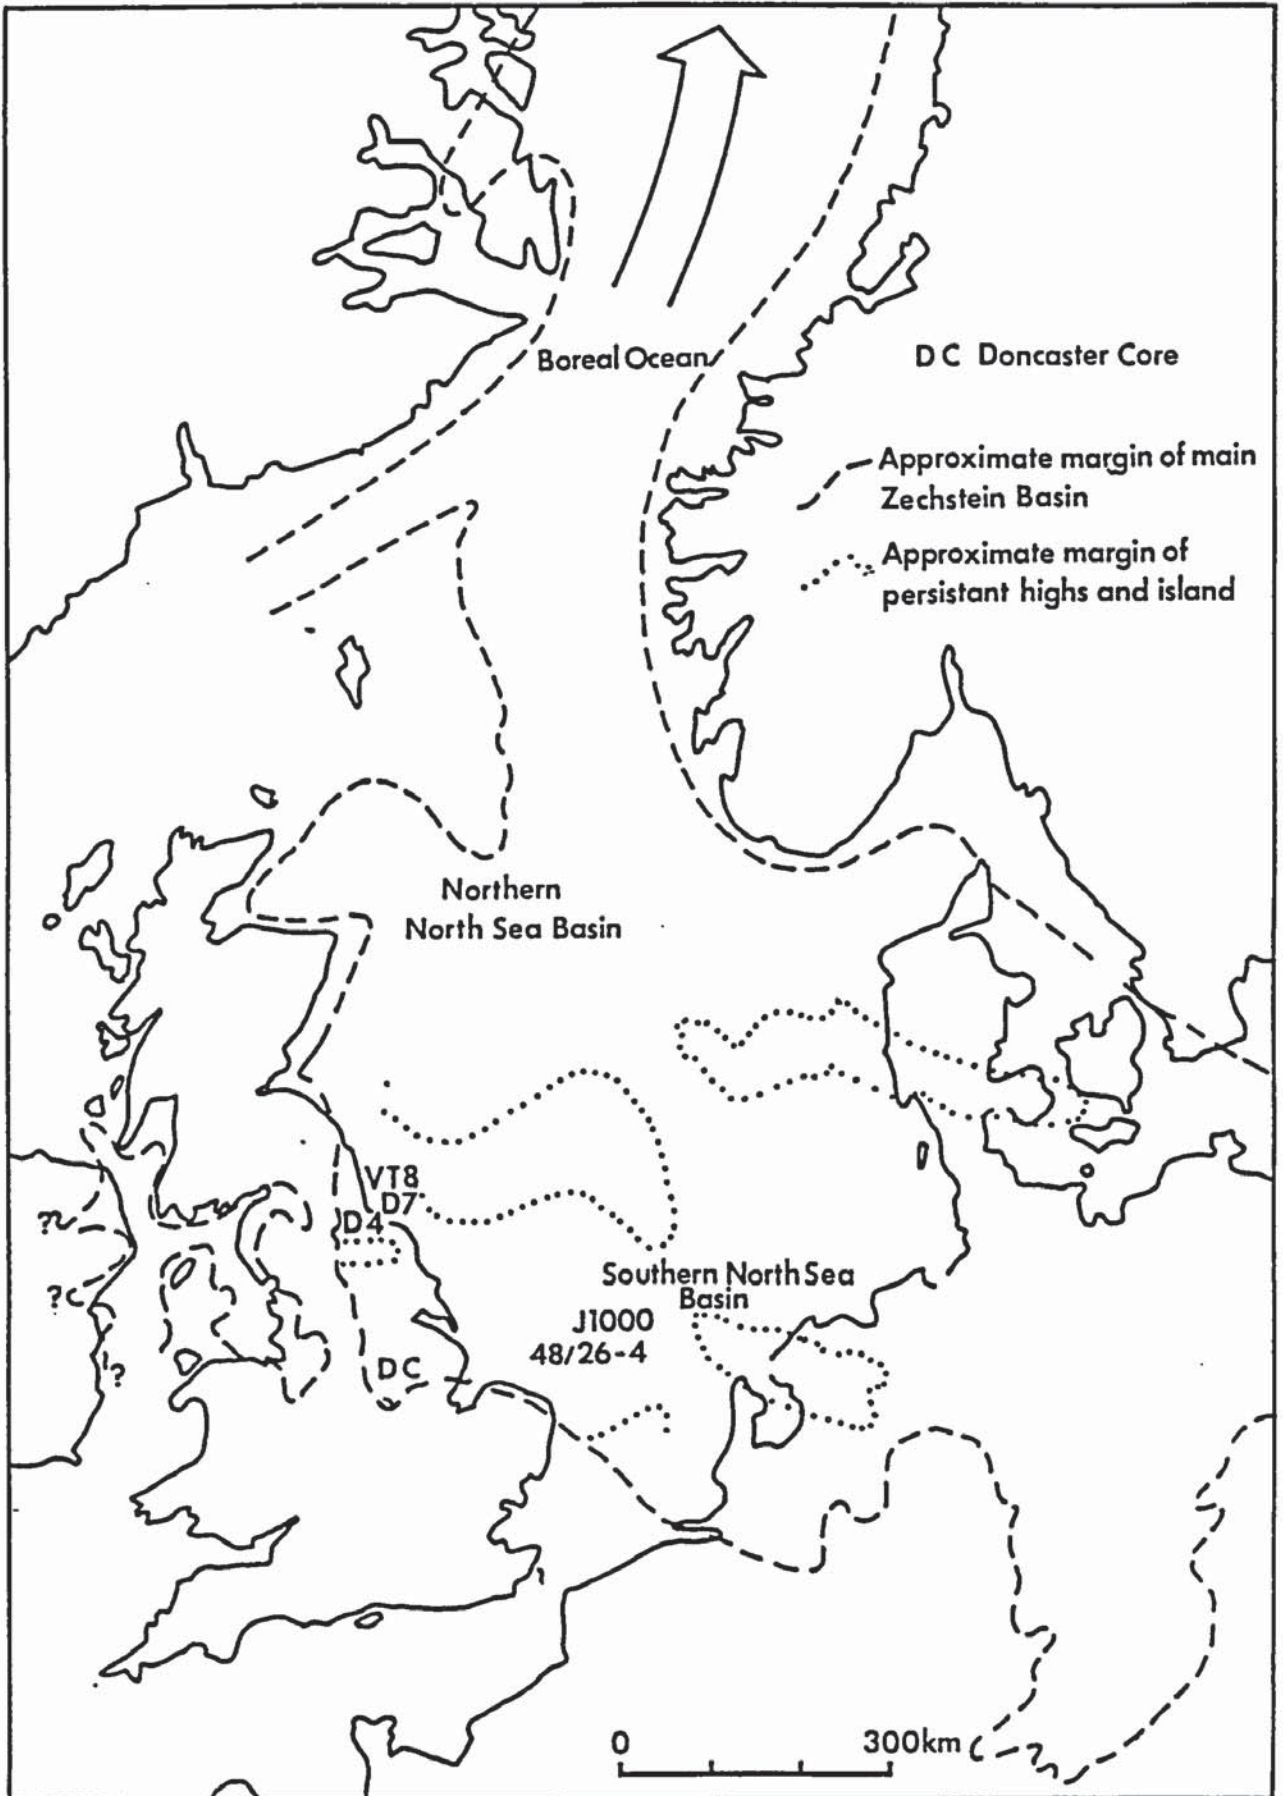 Boreal Ocean
DC Doncaster Core
Approximate margin of main
Zechstein Basin
Approximate margin of
persistant highs and island
Northern
North Sea Basin
VT8
D7
D4
?
?
?
Southern North Sea
Basin
J1000
48/26-4
DC
0 300km